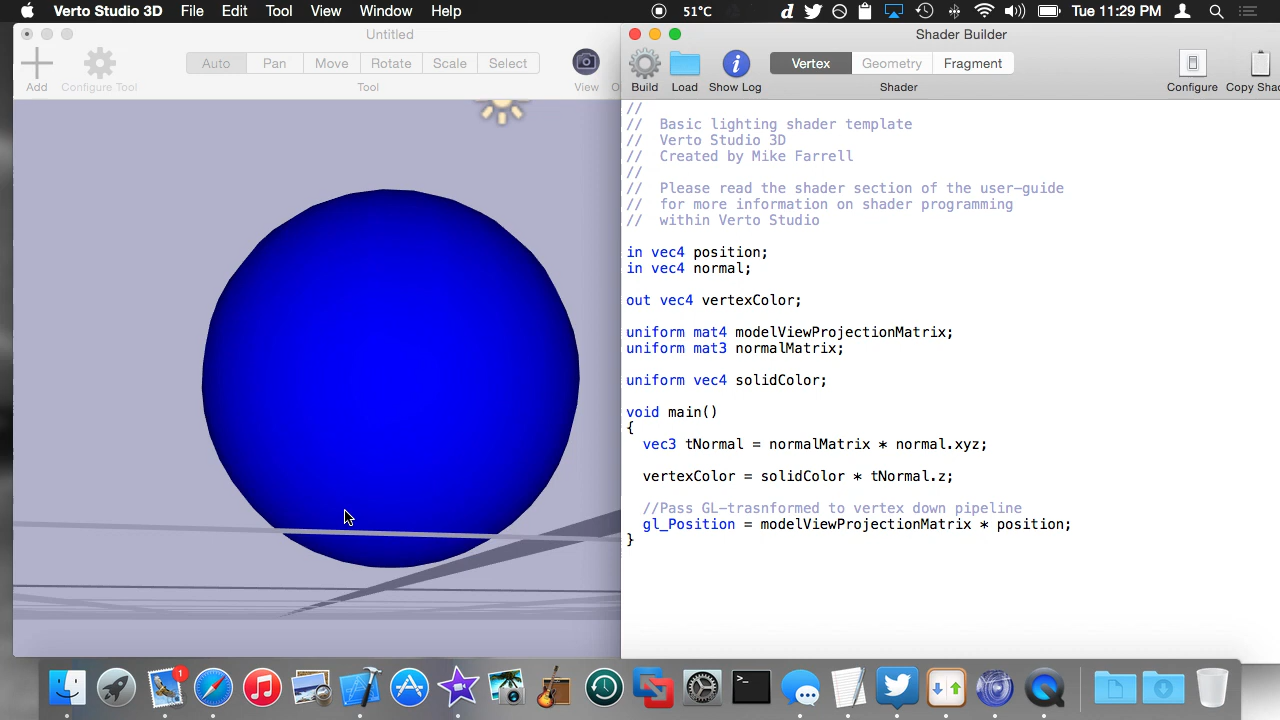 Verto Studio 3D File Edit Tool View Window Help 51°C Tue 11:29 PM
Untitled
Auto Pan Move Rotate Scale Select
Add Configure Tool Tool View
Shader Builder
Vertex Geometry Fragment
Build Load Show Log Shader Configure Copy Shac
//
// Basic lighting shader template
// Verto Studio 3D
// Created by Mike Farrell
//
// Please read the shader section of the user-guide
// for more information on shader programming
// within Verto Studio
in vec4 position;
in vec4 normal;
out vec4 vertexColor;
uniform mat4 modelViewProjectionMatrix;
uniform mat3 normalMatrix;
uniform vec4 solidColor;
void main()
{
vec3 tNormal = normalMatrix * normal.xyz;
vertexColor = solidColor * tNormal.z;
//Pass GL-trasnformed to vertex down pipeline
gl_Position = modelViewProjectionMatrix * position;
}
1